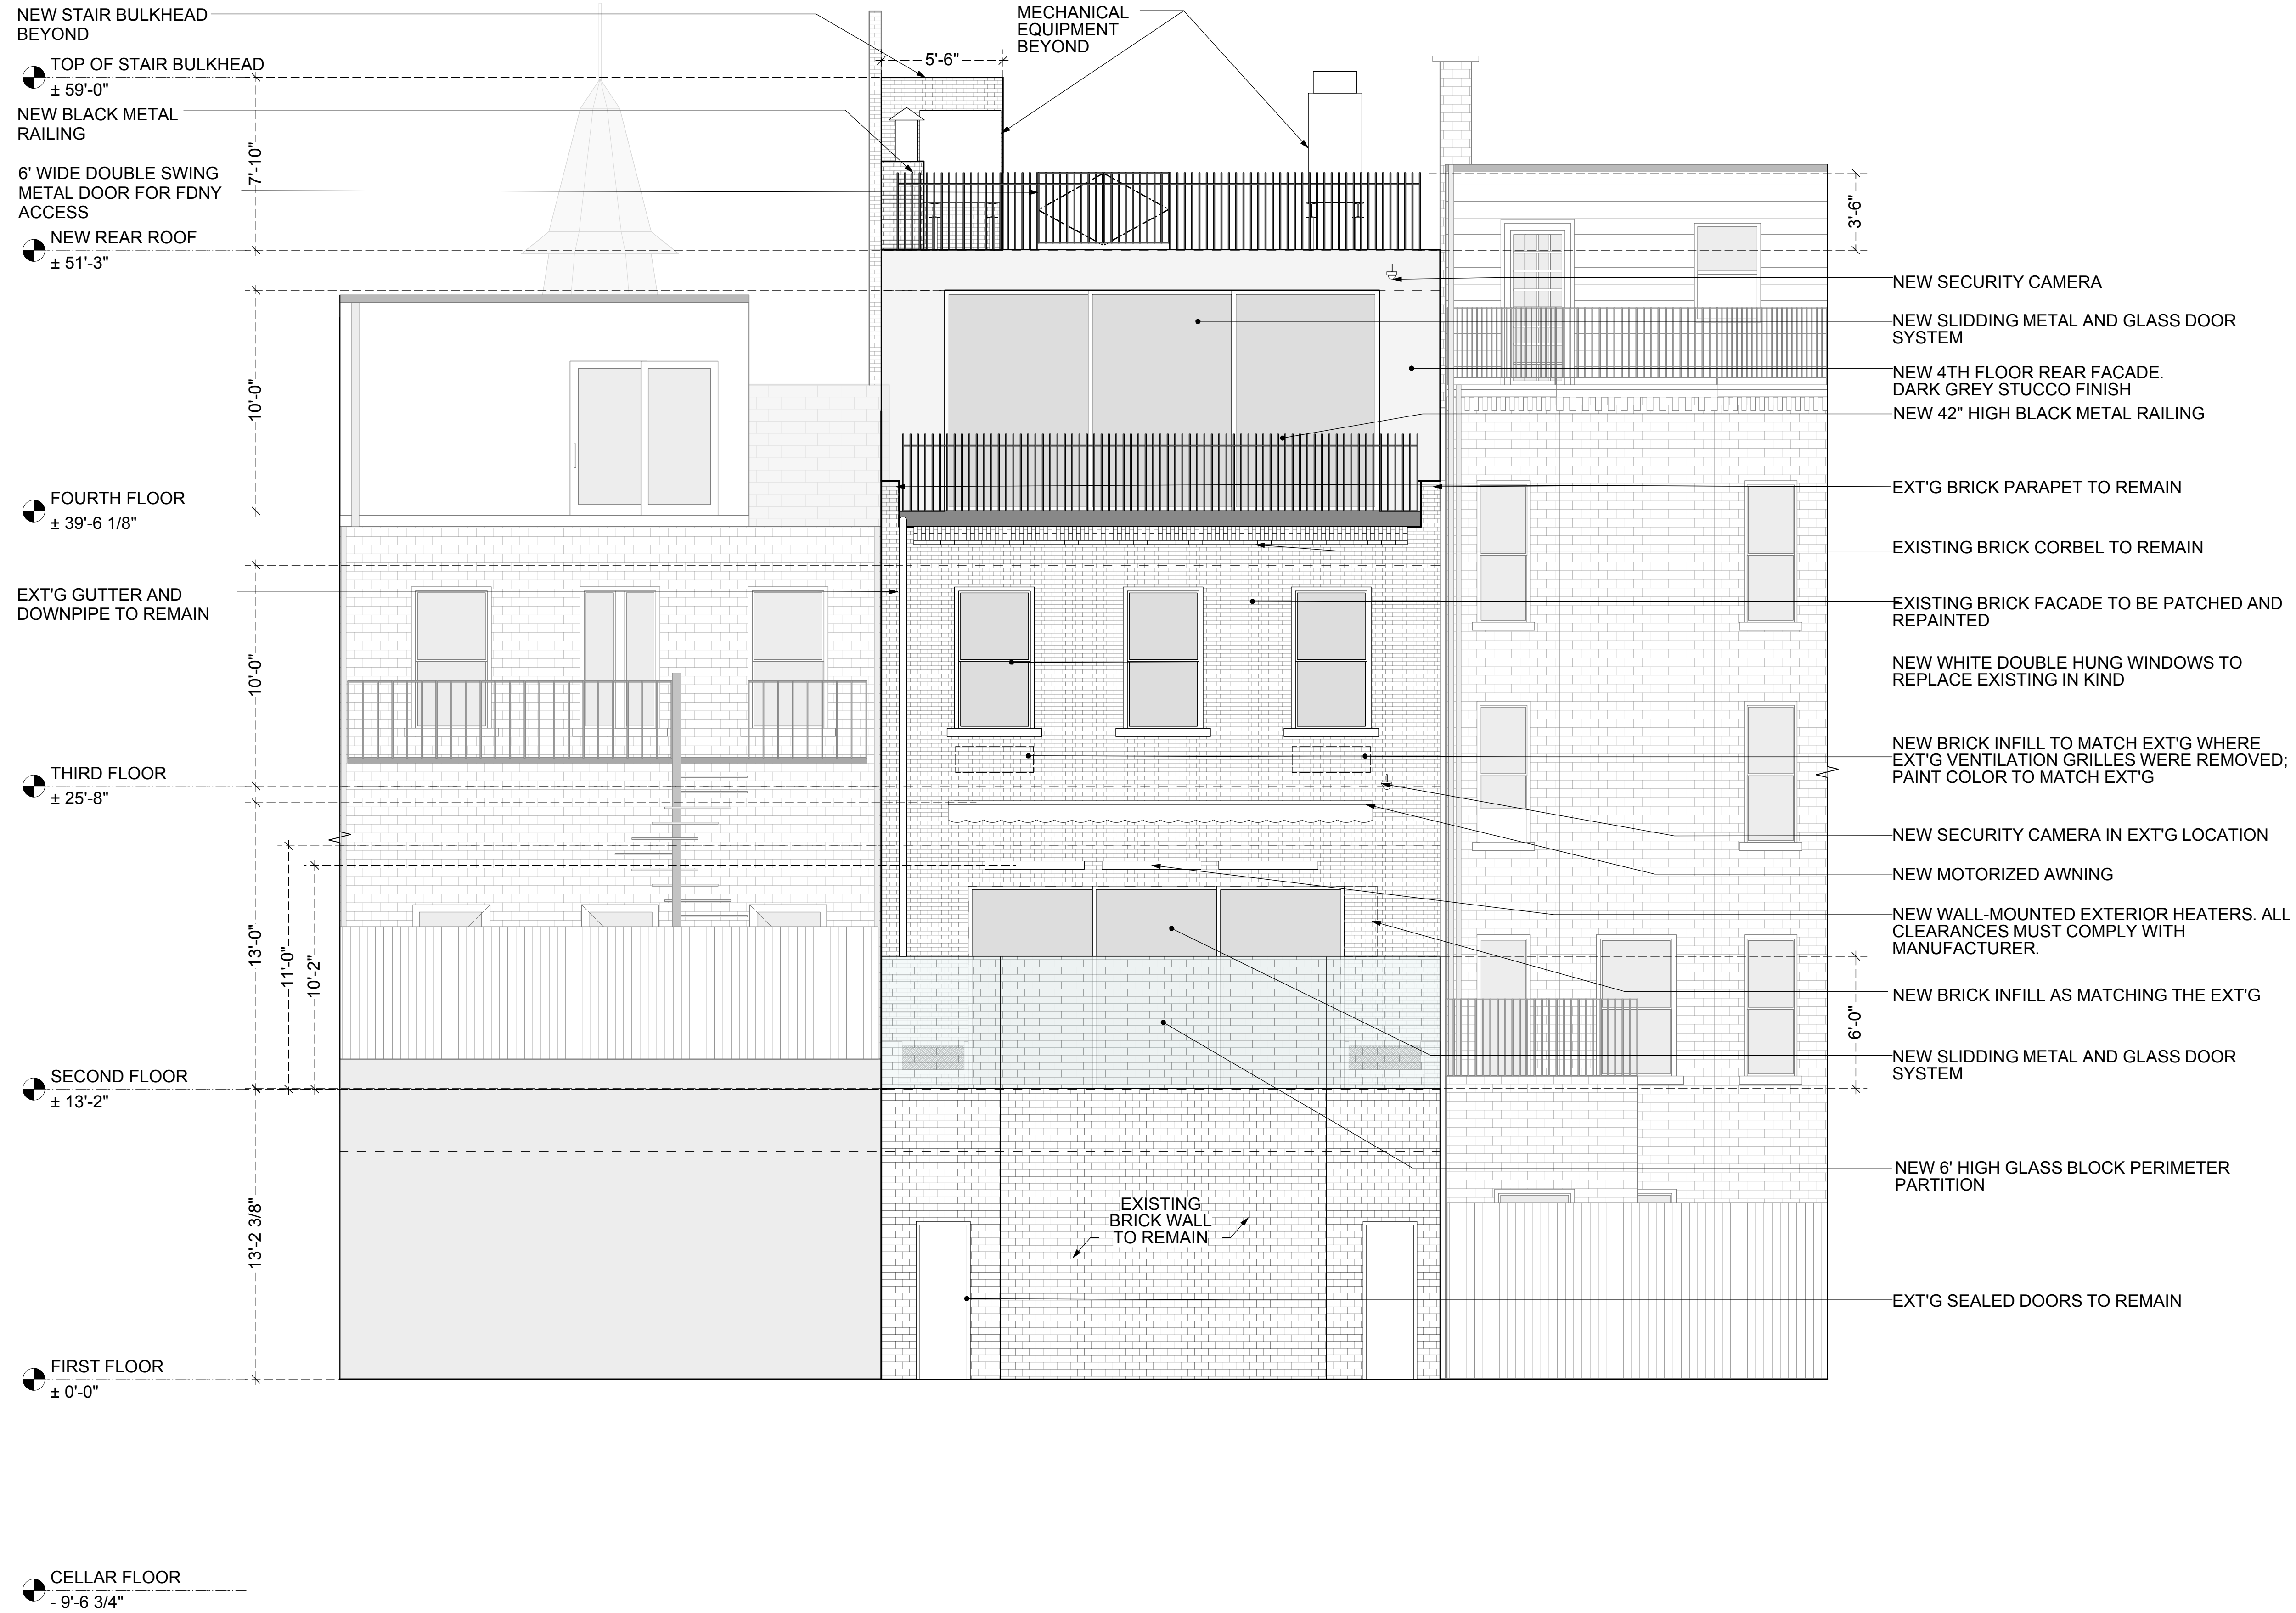 NEW STAIR BULKHEAD
BEYOND
TOP OF STAIR BULKHEAD
± 59'-0"
NEW BLACK METAL
RAILING
6' WIDE DOUBLE SWING
METAL DOOR FOR FDNY
ACCESS
NEW REAR ROOF
± 51'-3"
FOURTH FLOOR
± 39'-6 1/8"
EXT'G GUTTER AND
DOWNPIPE TO REMAIN
THIRD FLOOR
± 25'-8"
SECOND FLOOR
± 13'-2"
FIRST FLOOR
± 0'-0"
CELLAR FLOOR
- 9'-6 3/4"
7'-10"
10'-0"
10'-0"
13'-0"
11'-0"
10'-2"
13'-2 3/8"
5'-6"
MECHANICAL
EQUIPMENT
BEYOND
EXISTING
BRICK WALL
TO REMAIN
3'-6"
6'-0"
NEW SECURITY CAMERA
NEW SLIDDING METAL AND GLASS DOOR
SYSTEM
NEW 4TH FLOOR REAR FACADE.
DARK GREY STUCCO FINISH
NEW 42" HIGH BLACK METAL RAILING
EXT'G BRICK PARAPET TO REMAIN
EXISTING BRICK CORBEL TO REMAIN
EXISTING BRICK FACADE TO BE PATCHED AND
REPAINTED
NEW WHITE DOUBLE HUNG WINDOWS TO
REPLACE EXISTING IN KIND
NEW BRICK INFILL TO MATCH EXT'G WHERE
EXT'G VENTILATION GRILLES WERE REMOVED;
PAINT COLOR TO MATCH EXT'G
NEW SECURITY CAMERA IN EXT'G LOCATION
NEW MOTORIZED AWNING
NEW WALL-MOUNTED EXTERIOR HEATERS. ALL
CLEARANCES MUST COMPLY WITH
MANUFACTURER.
NEW BRICK INFILL AS MATCHING THE EXT'G
NEW SLIDDING METAL AND GLASS DOOR
SYSTEM
NEW 6' HIGH GLASS BLOCK PERIMETER
PARTITION
EXT'G SEALED DOORS TO REMAIN